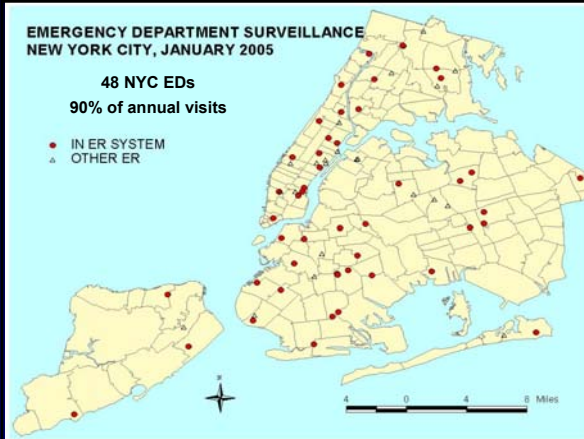 EMERGENCY DEPARTMENT SURVEILLANCE
NEW YORK CITY, JANUARY 2005
48 NYC EDs
90% of annual visits
IN ER SYSTEM
OTHER ER
4 0 4 8 Miles